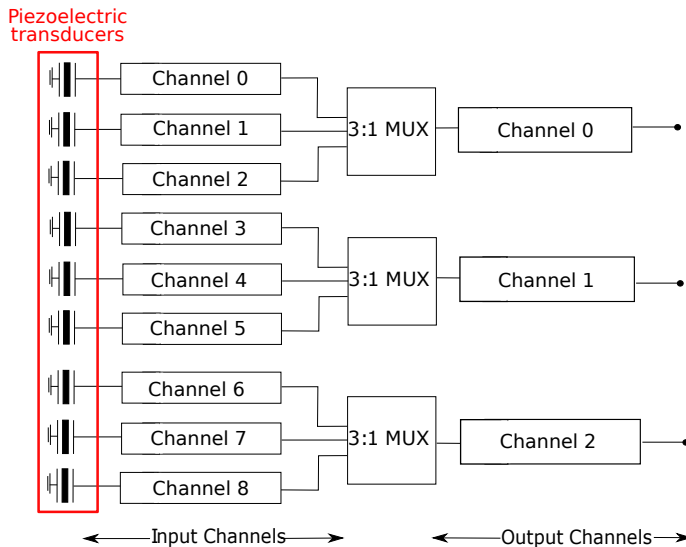 Piezoelectric
transducers
Channel 0
Channel 1
Channel 2
3:1 MUX
Channel 0
Channel 3
Channel 4
Channel 5
3:1 MUX
Channel 1
Channel 6
Channel 7
Channel 8
3:1 MUX
Channel 2
Input Channels
Output Channels